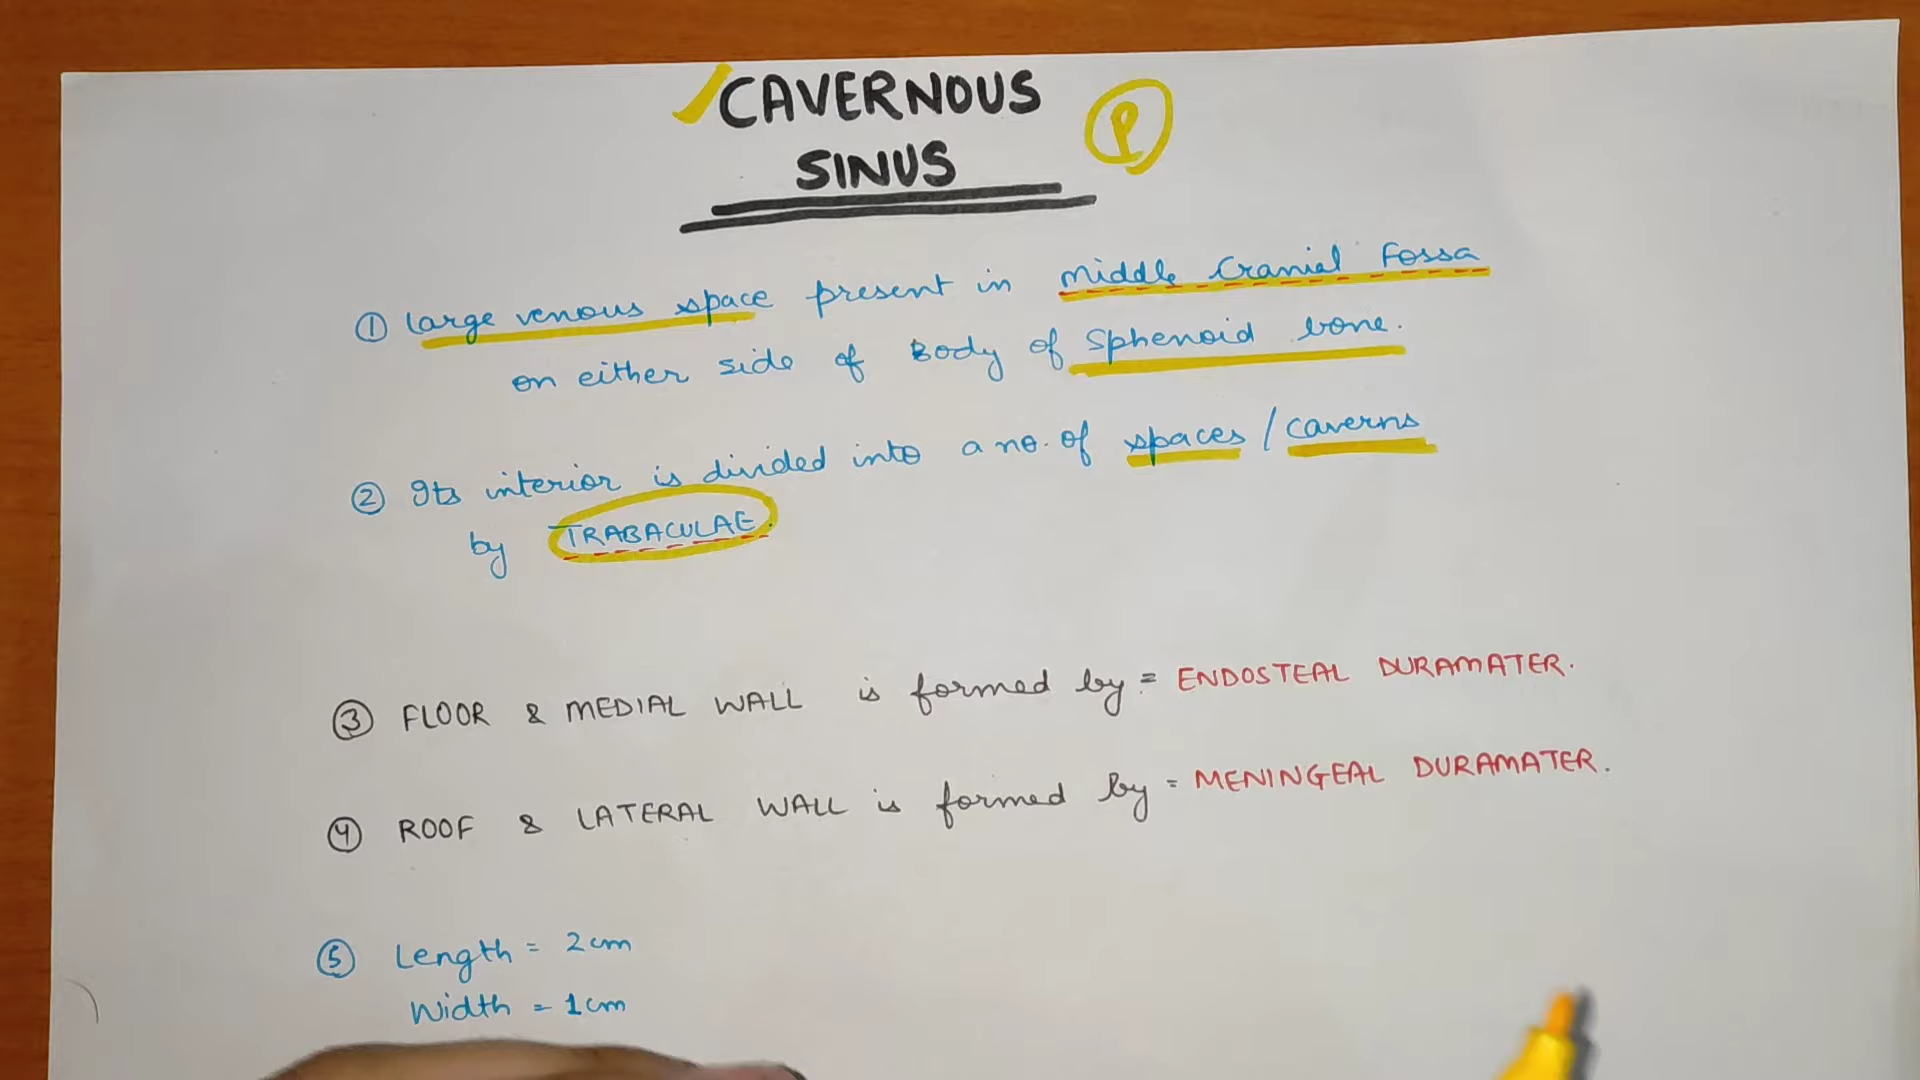 CAVERNOUS
SINUS
P
① Large venous space present in middle cranial Fossa
on either side of Body of Sphenoid bone.
② Its interior is divided into a no. of spaces / caverns
by TRABACULAE.
③ FLOOR & MEDIAL WALL is formed by = ENDOSTEAL DURAMATER.
④ ROOF & LATERAL WALL is formed by = MENINGEAL DURAMATER.
⑤ Length = 2cm
Width = 1cm